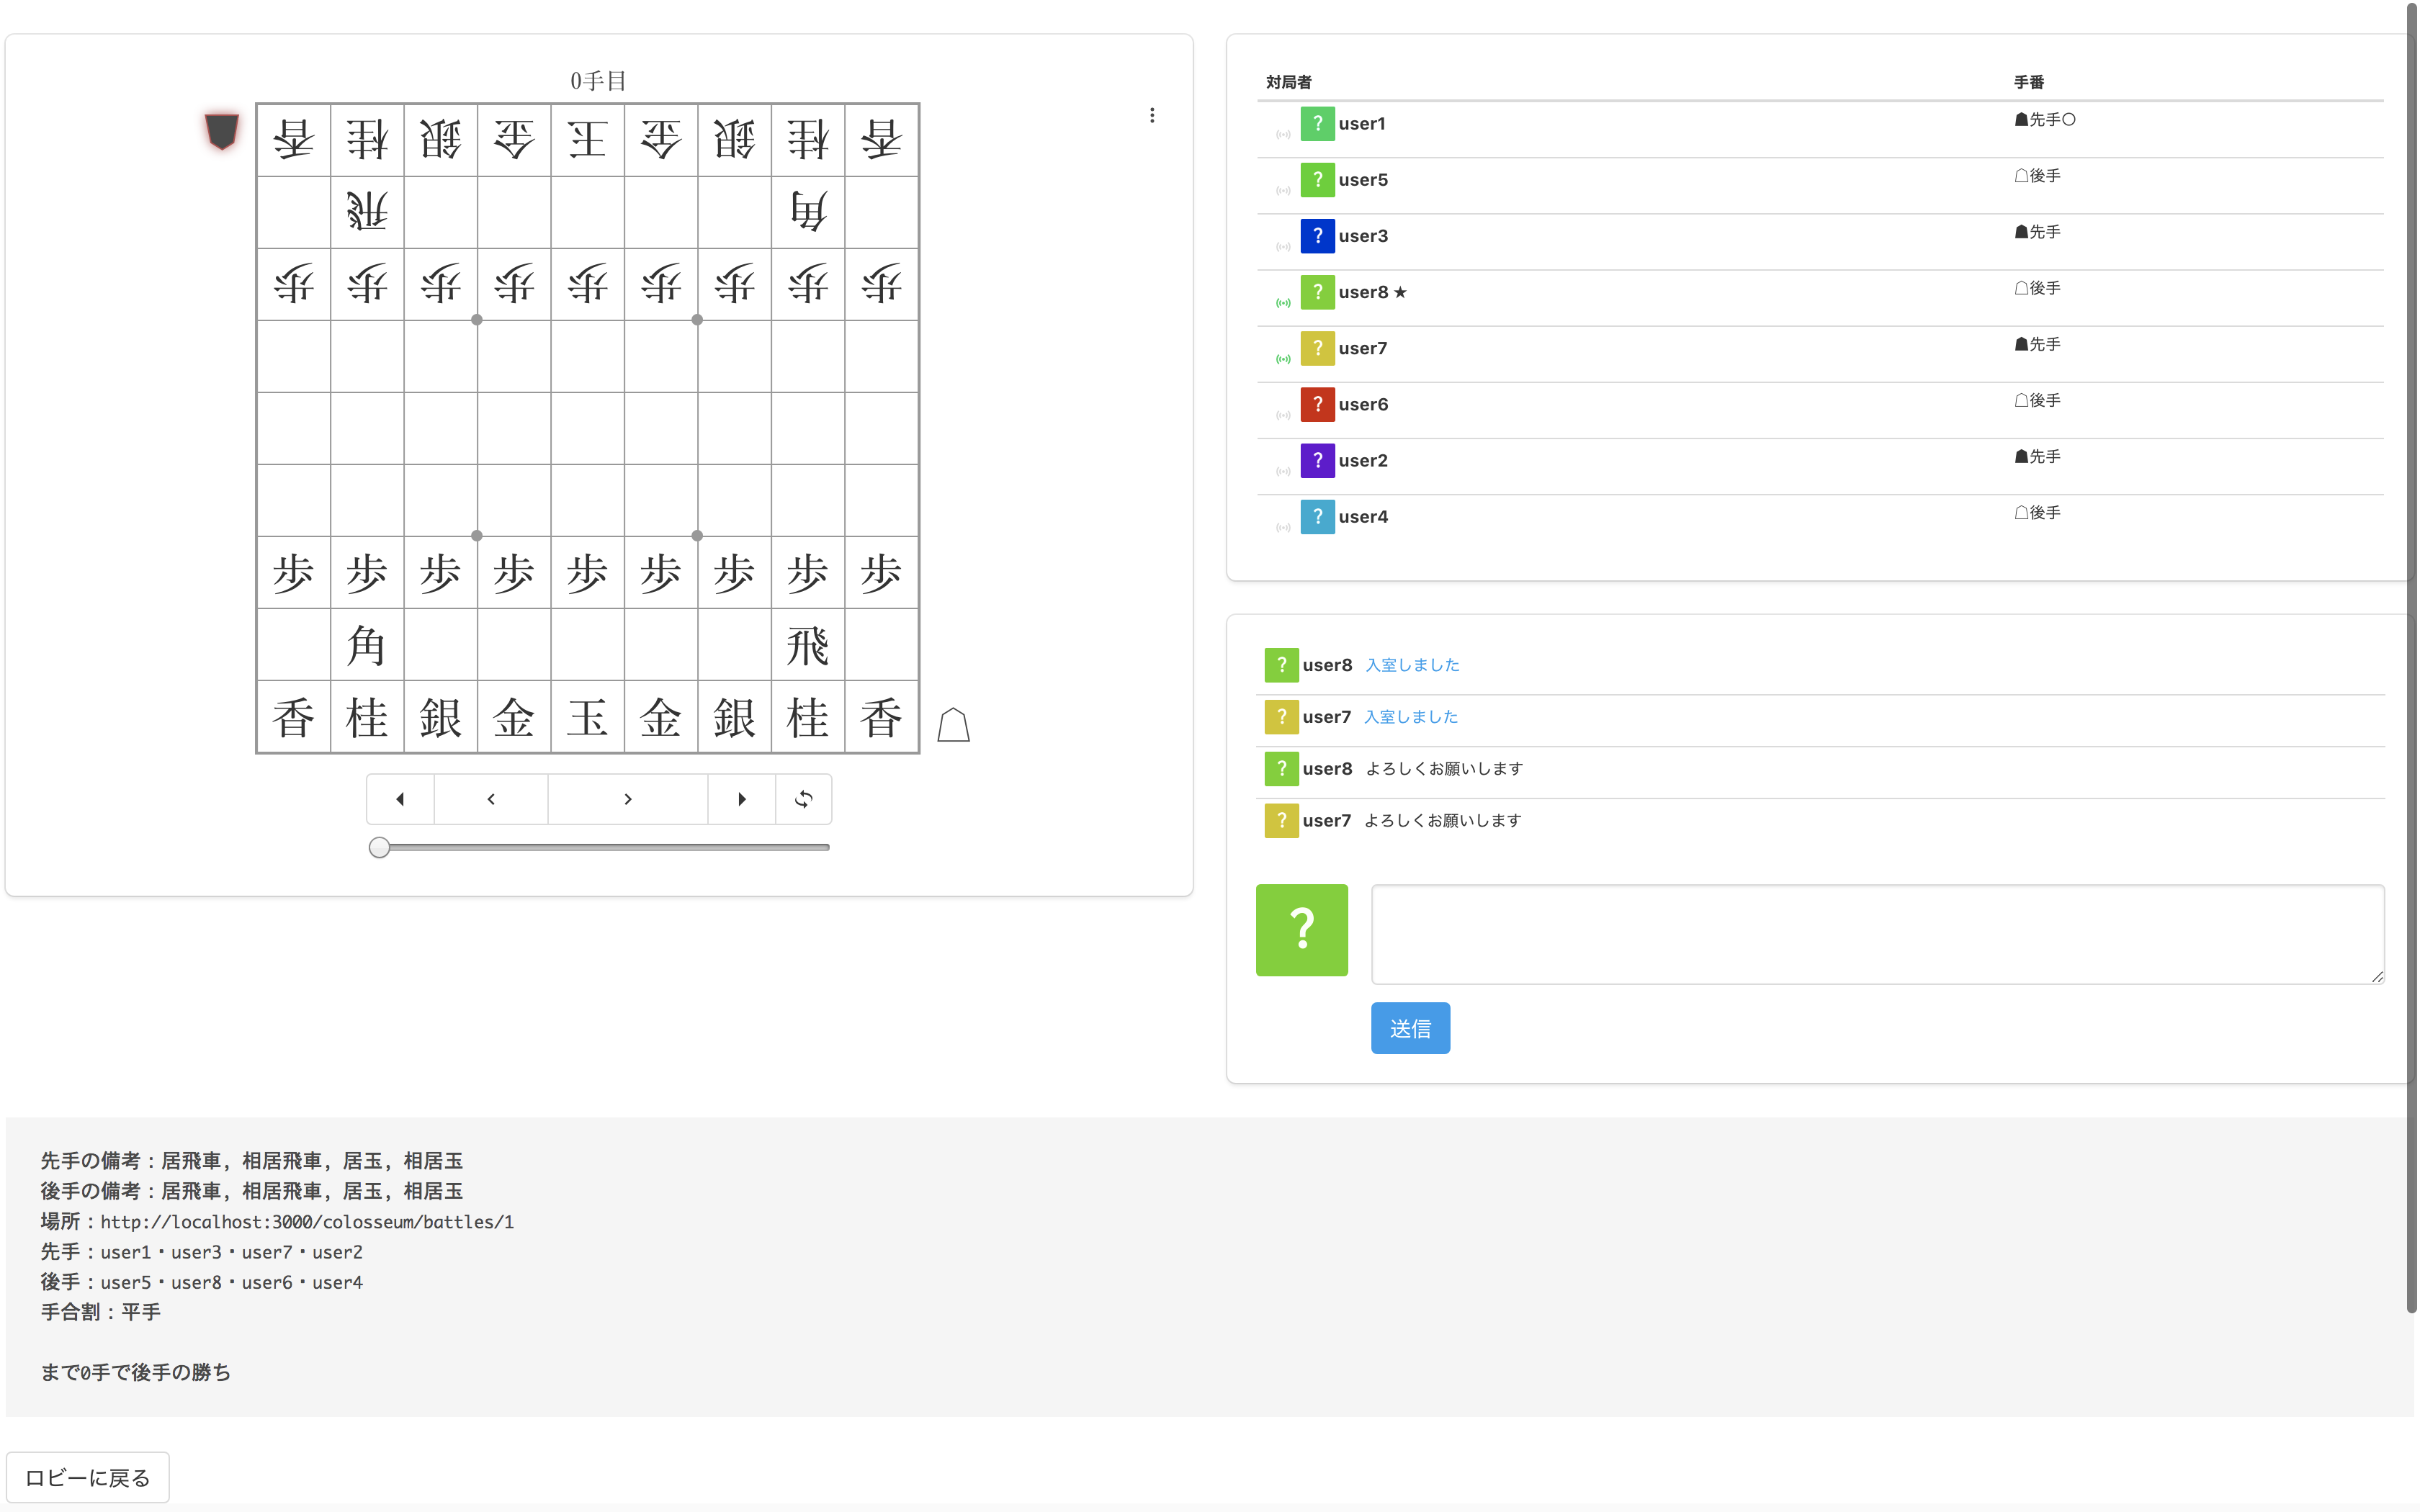 0手目
香桂銀金王金銀桂香
飛角
歩歩歩歩歩歩歩歩歩
歩歩歩歩歩歩歩歩歩
角飛
香桂銀金玉金銀桂香
対局者 手番
? user1 ☗先手○
? user5 ☖後手
? user3 ☗先手
? user8 ★ ☖後手
? user7 ☗先手
? user6 ☖後手
? user2 ☗先手
? user4 ☖後手
? user8 入室しました
? user7 入室しました
? user8 よろしくお願いします
? user7 よろしくお願いします
?
送信
先手の備考：居飛車, 相居飛車, 居玉, 相居玉
後手の備考：居飛車, 相居飛車, 居玉, 相居玉
場所：http://localhost:3000/colosseum/battles/1
先手：user1・user3・user7・user2
後手：user5・user8・user6・user4
手合割：平手
まで0手で後手の勝ち
ロビーに戻る